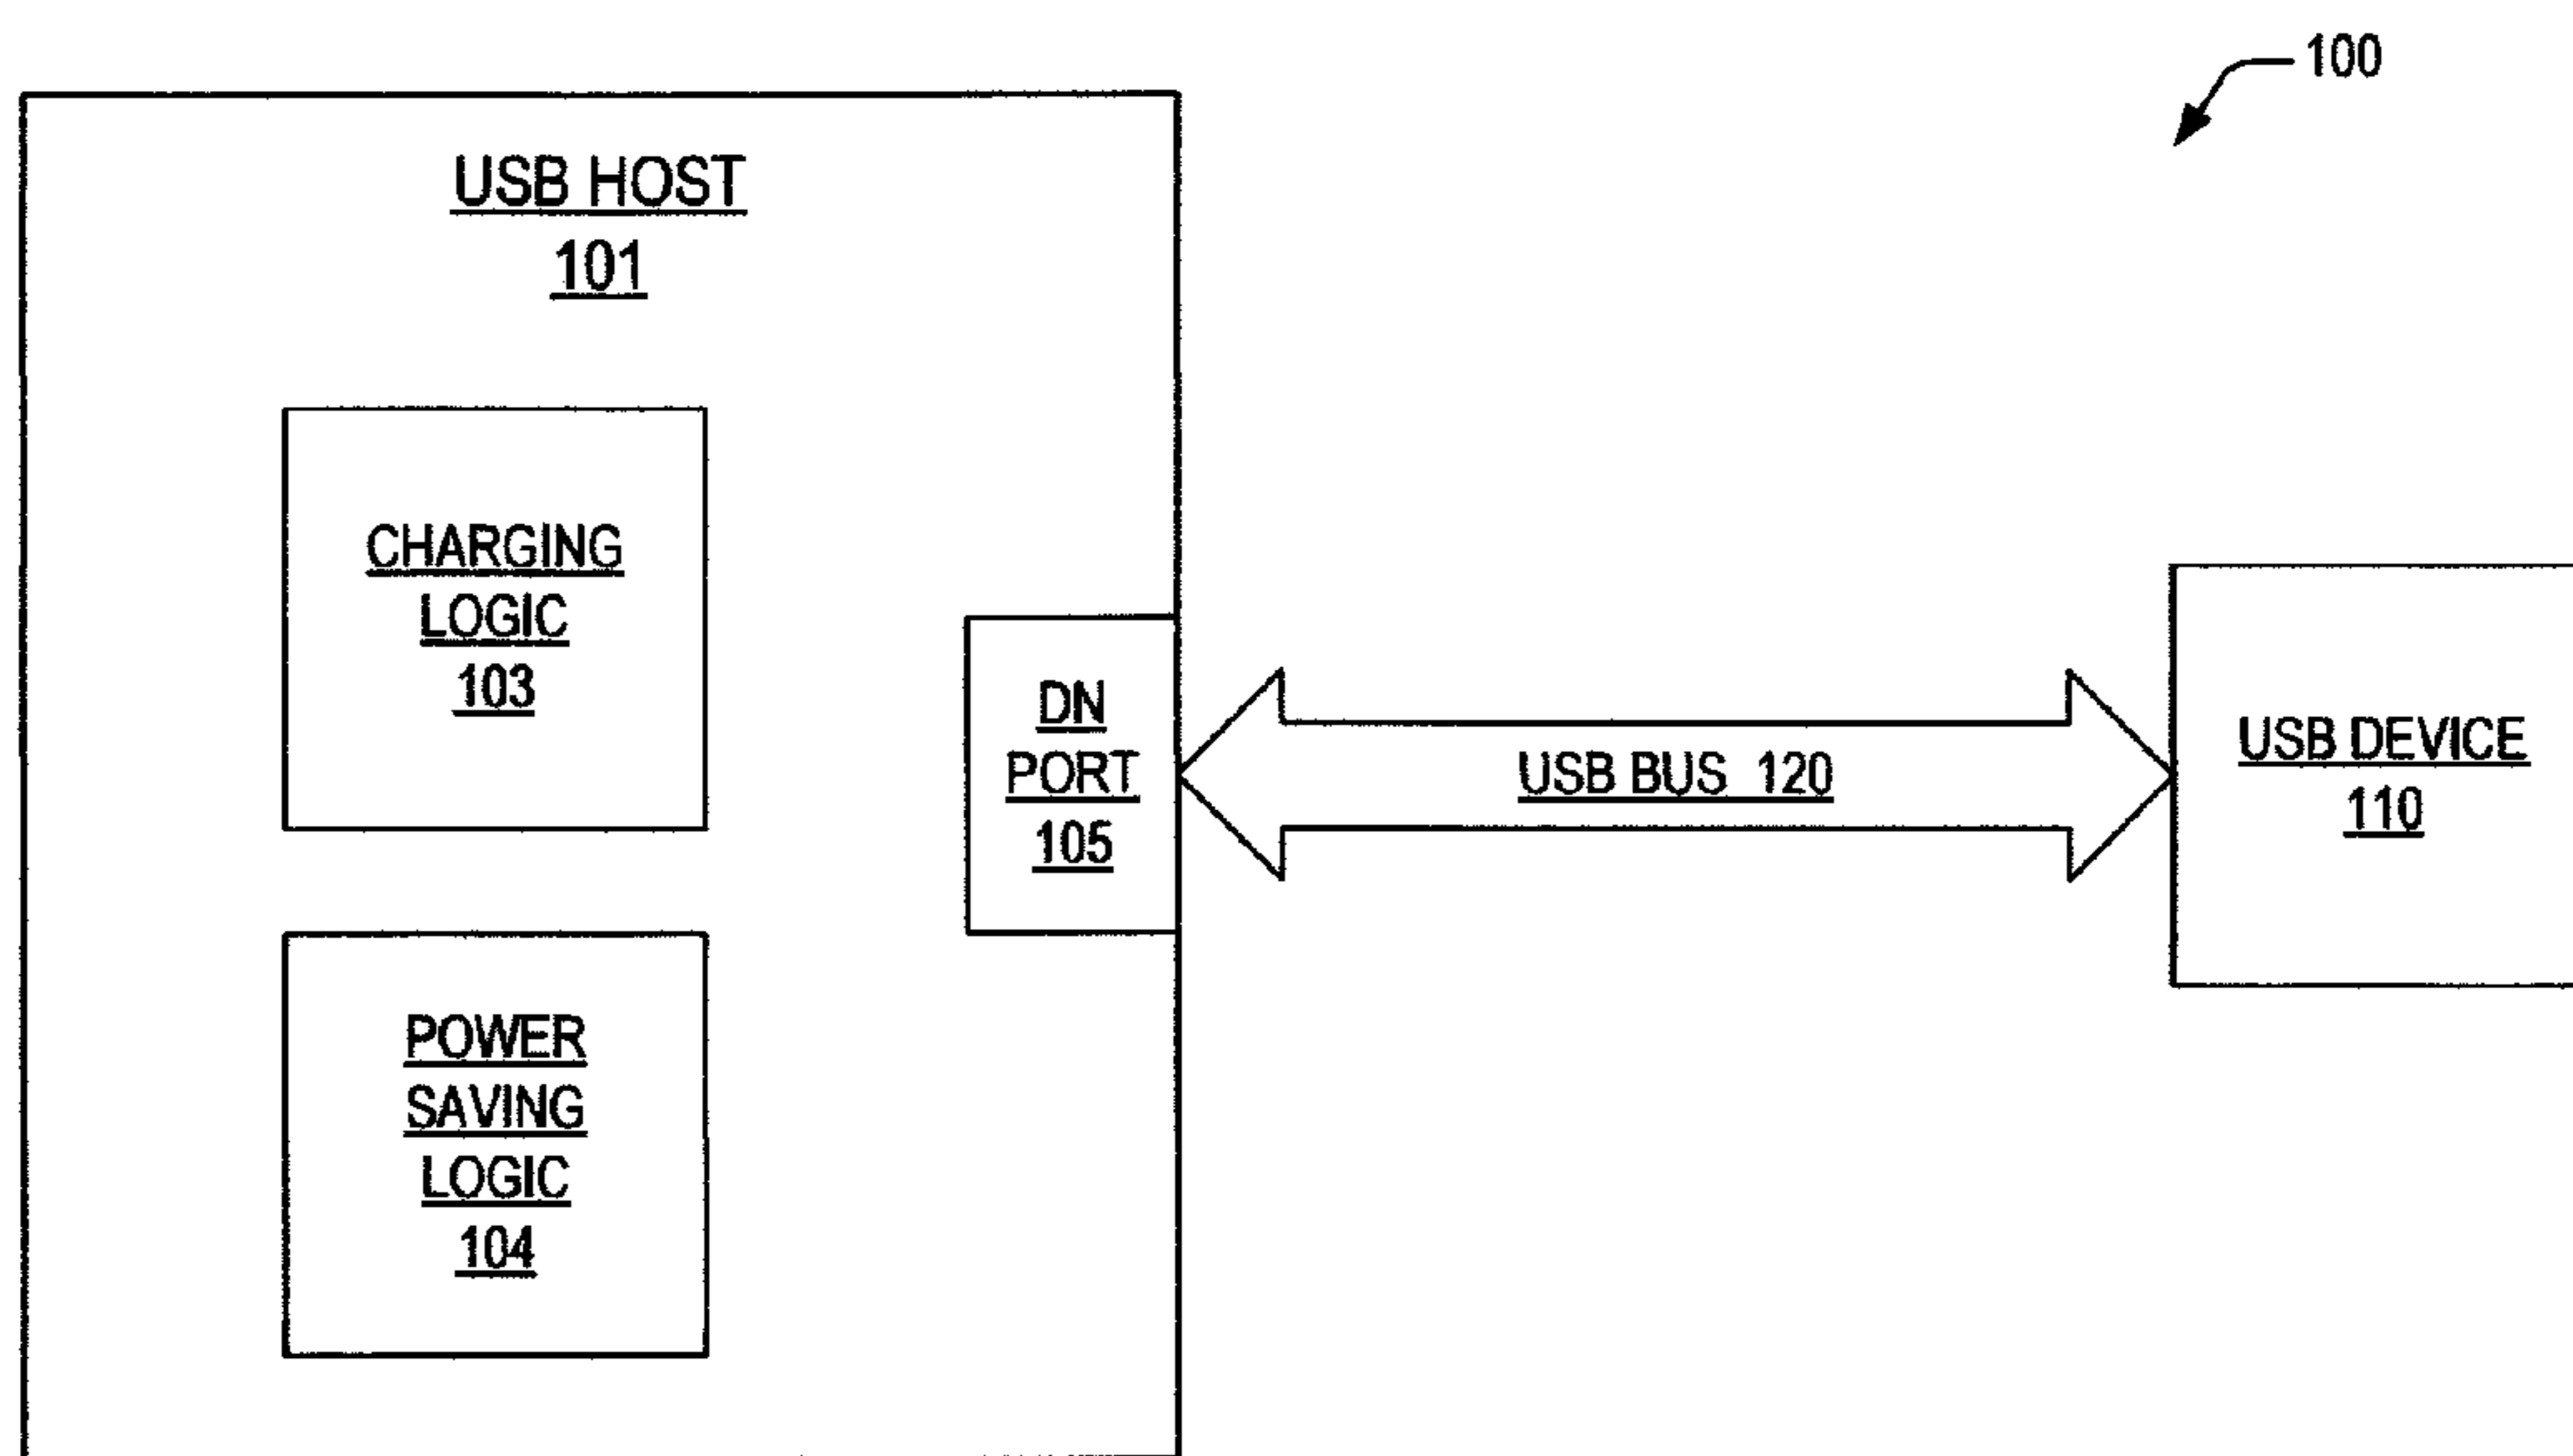 100
USB HOST
101
CHARGING
LOGIC
103
DN
PORT
105
USB BUS 120
USB DEVICE
110
POWER
SAVING
LOGIC
104